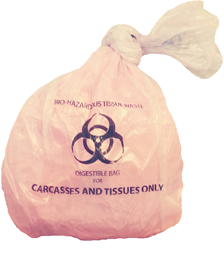 BIO-HAZARDOUS TISSUE WASTE
DIGESTIBLE BAG
FOR
CARCASSES AND TISSUES ONLY